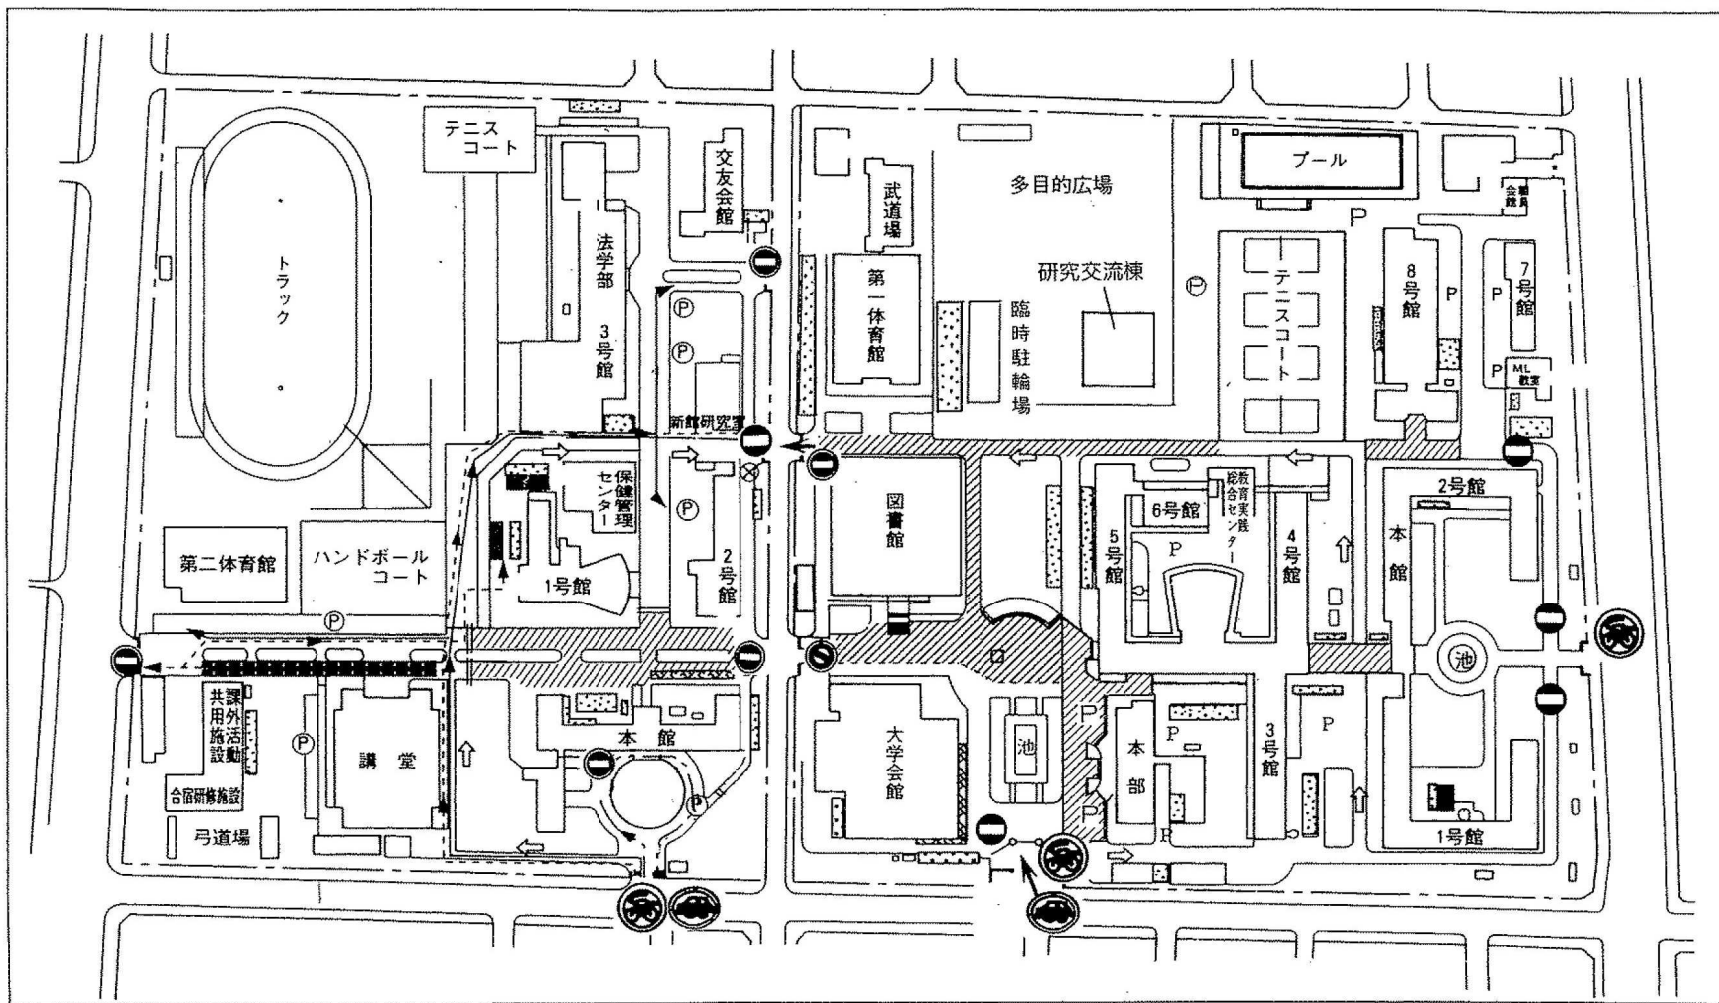 テニス
コート
交友会館
武道場
多目的広場
プール
職員
会館
トラック
法学部
3号館
第一体育館
臨時駐輪場
研究交流棟
P
P
テニスコート
8号館
P
P
7号館
P
P
P
ML
教室
新館研究室
保健管理
センター
P
2号館
1号館
図書館
5号館
6号館
P
教育実践
総合センター
4号館
本館
2号館
第二体育館
ハンドボール
コート
P
池
課外活動
共用施設
P
講堂
本館
P
大学会館
池
P
P
本部
P
P
3号館
P
合宿研修施設
弓道場
1号館